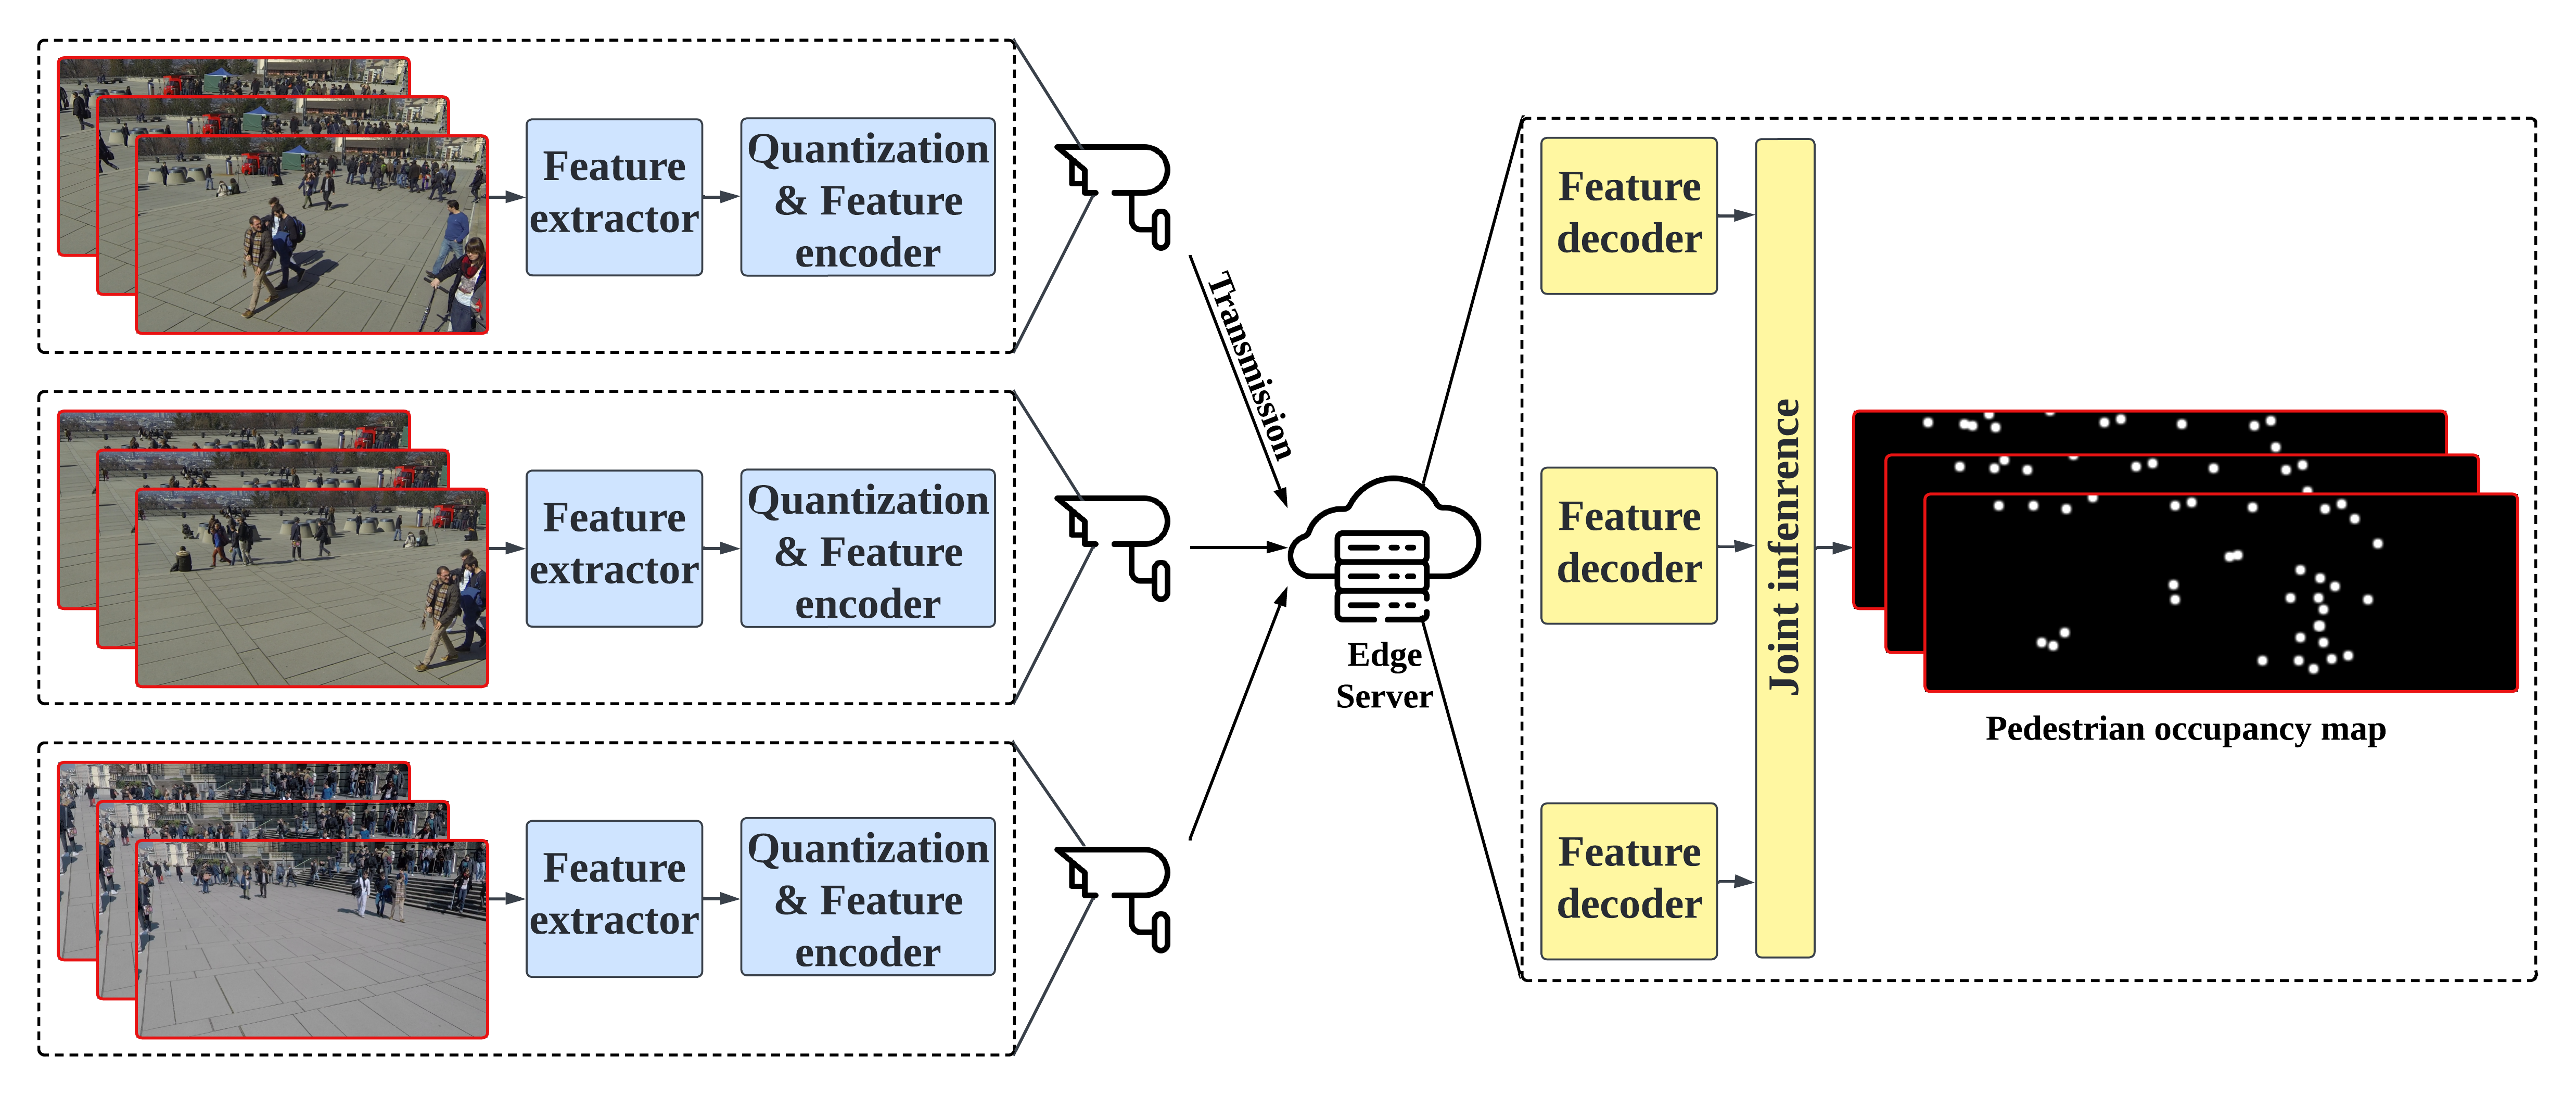 Feature
extractor
Quantization
& Feature
encoder
Feature
extractor
Quantization
& Feature
encoder
Feature
extractor
Quantization
& Feature
encoder
Transmission
Edge
Server
Feature
decoder
Feature
decoder
Feature
decoder
Joint infenrence
Pedestrian occupancy map